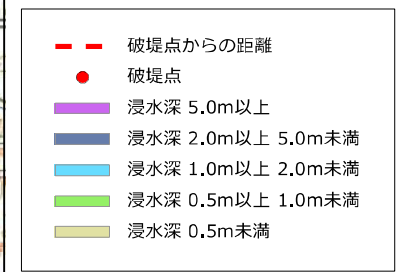 破堤点からの距離
破堤点
浸水深 5.0m以上
浸水深 2.0m以上 5.0m未満
浸水深 1.0m以上 2.0m未満
浸水深 0.5m以上 1.0m未満
浸水深 0.5m未満